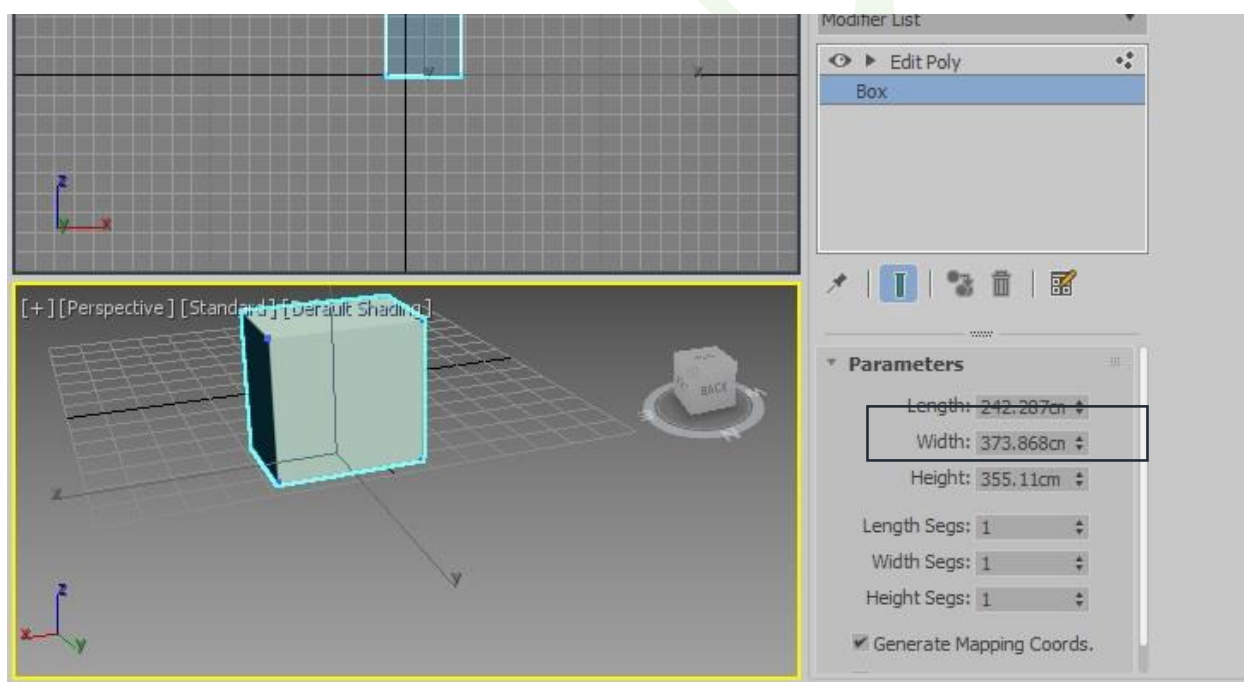 Modifier List
Edit Poly
Box
y
x
z
y x
[+][Perspective][Standard][Default Shading]
BACK
N
x
y
z
x
y
Parameters
Length: 242.287cm
Width: 373.868cm
Height: 355.11cm
Length Segs: 1
Width Segs: 1
Height Segs: 1
Generate Mapping Coords.